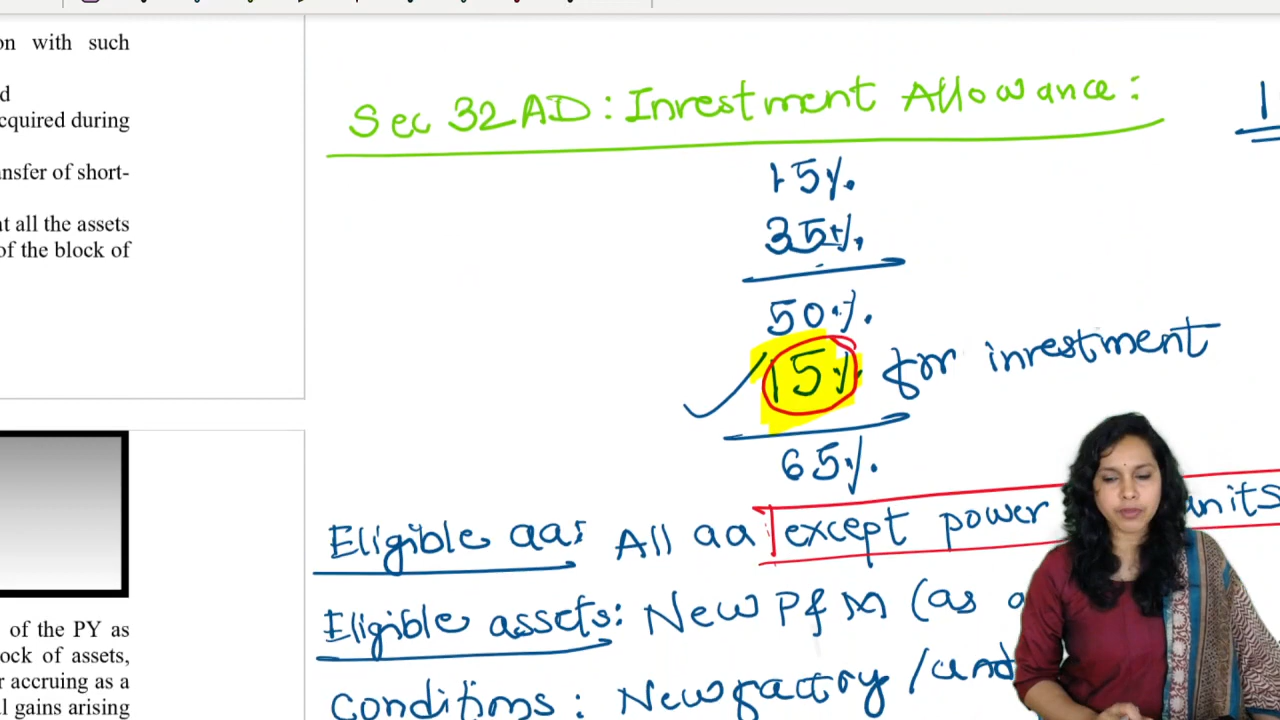 on with such
d
cquired during
nsfer of short-
t all the assets
of the block of
Sec 32AD: Investment Allowance:
15%.
35%.
50%.
15% for investment
65%.
Eligible aa: All aa except power units
Eligible assets: New P&M (as a
Conditions: New factory / und
of the PY as
ock of assets,
r accruing as a
l gains arising